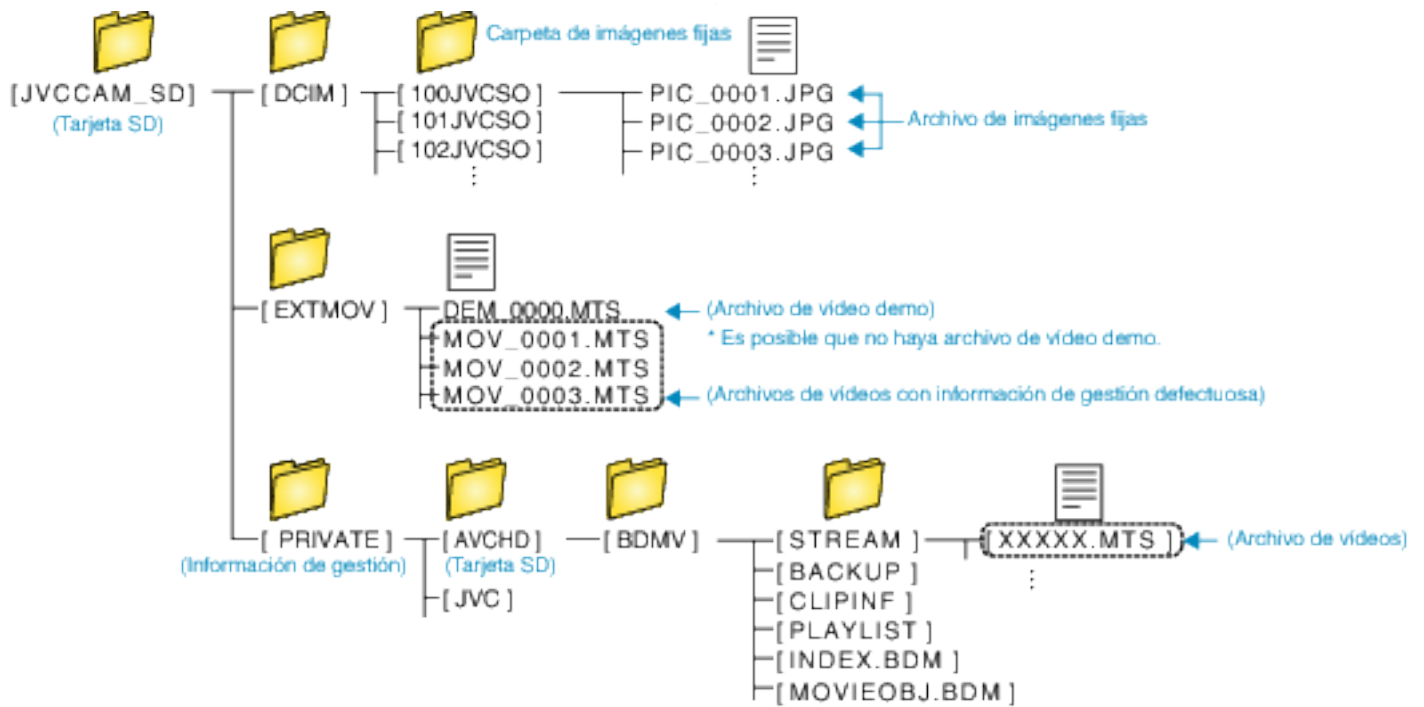 Carpeta de imágenes fijas
[JVCCAM_SD] [DCIM] [100JVCSO] PIC_0001.JPG
(Tarjeta SD) [101JVCSO] PIC_0002.JPG Archivo de imágenes fijas
[102JVCSO] PIC_0003.JPG
[EXTMOV] DEM_0000.MTS (Archivo de vídeo demo)
MOV_0001.MTS * Es posible que no haya archivo de vídeo demo.
MOV_0002.MTS
MOV_0003.MTS (Archivos de vídeos con información de gestión defectuosa)
[PRIVATE] [AVCHD] [BDMV] [STREAM] [XXXXX.MTS] (Archivo de vídeos)
(Información de gestión) (Tarjeta SD) [BACKUP]
[JVC] [CLIPINF]
[PLAYLIST]
[INDEX.BDM]
[MOVIEOBJ.BDM]